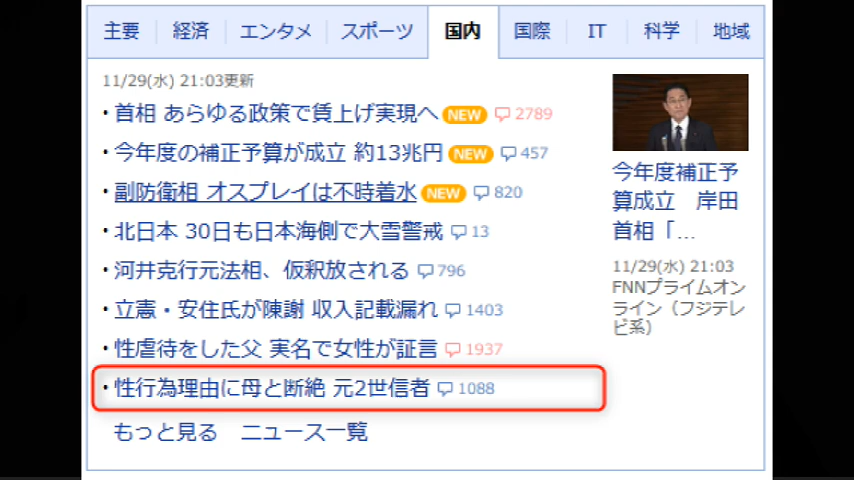 主要 経済 エンタメ スポーツ 国内 国際 IT 科学 地域
11/29(水) 21:03更新
・首相 あらゆる政策で賃上げ実現へ NEW 2789
・今年度の補正予算が成立 約13兆円 NEW 457
・副防衛相 オスプレイは不時着水 NEW 820
・北日本 30日も日本海側で大雪警戒 13
・河井克行元法相、仮釈放される 796
・立憲・安住氏が陳謝 収入記載漏れ 1403
・性虐待をした父 実名で女性が証言 1937
・性行為理由に母と断絶 元2世信者 1088
もっと見る ニュース一覧
今年度補正予
算成立 岸田
首相「...
11/29(水) 21:03
FNNプライムオン
ライン（フジテレ
ビ系）